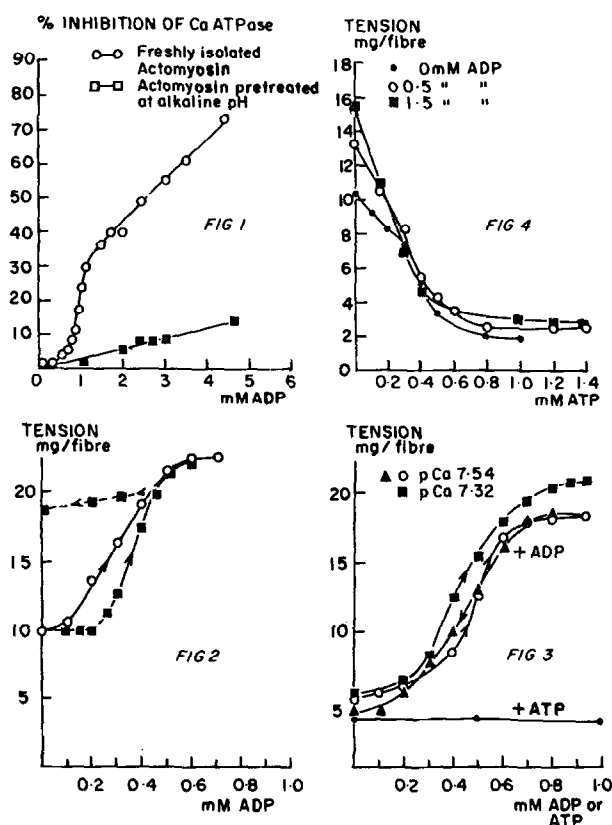 % INHIBITION OF Ca ATPase
○—○ Freshly isolated
Actomyosin
■—■ Actomyosin pretreated
at alkaline pH
90
80
70
60
50
40
30
20
10
FIG 1
0 1 2 3 4 5 6
mM ADP
TENSION
mg/fibre
• 0mM ADP
○ 0·5 " "
■ 1·5 " "
18
16
14
12
10
8
6
4
2
FIG 4
0·2 0·4 0·6 0·8 1·0 1·2 1·4
mM ATP
TENSION
mg/fibre
20
15
10
5
FIG 2
0 0·2 0·4 0·6 0·8 1·0
mM ADP
TENSION
mg/fibre
▲ ○ pCa 7·54
■ pCa 7·32
20
15
10
5
+ADP
FIG 3
+ATP
0·2 0·4 0·6 0·8 1·0
mM ADP or
ATP